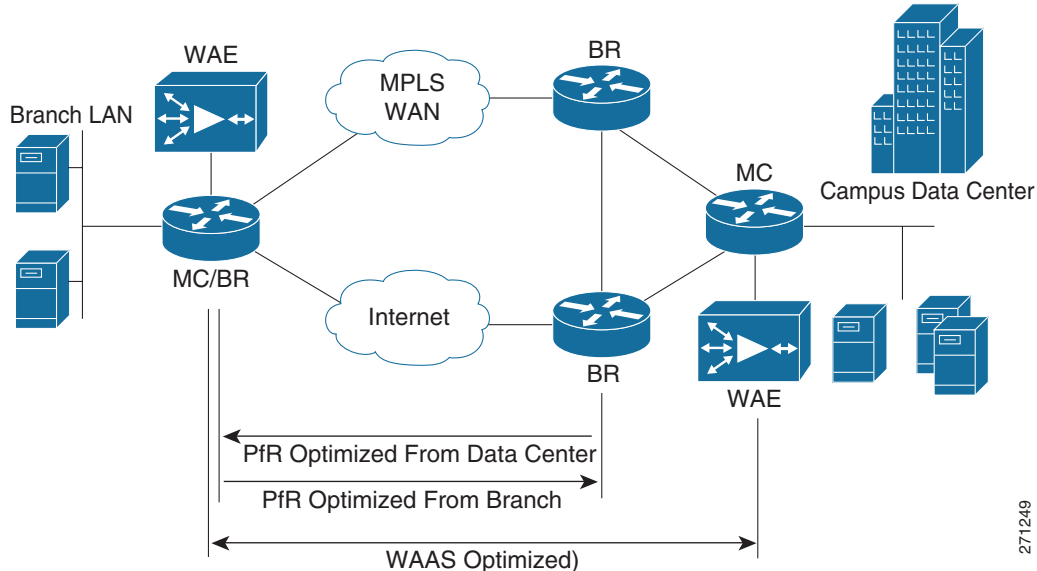 WAE
BR
MPLS
WAN
Branch LAN
MC
Campus Data Center
MC/BR
Internet
BR
WAE
PfR Optimized From Data Center
PfR Optimized From Branch
WAAS Optimized)
271249